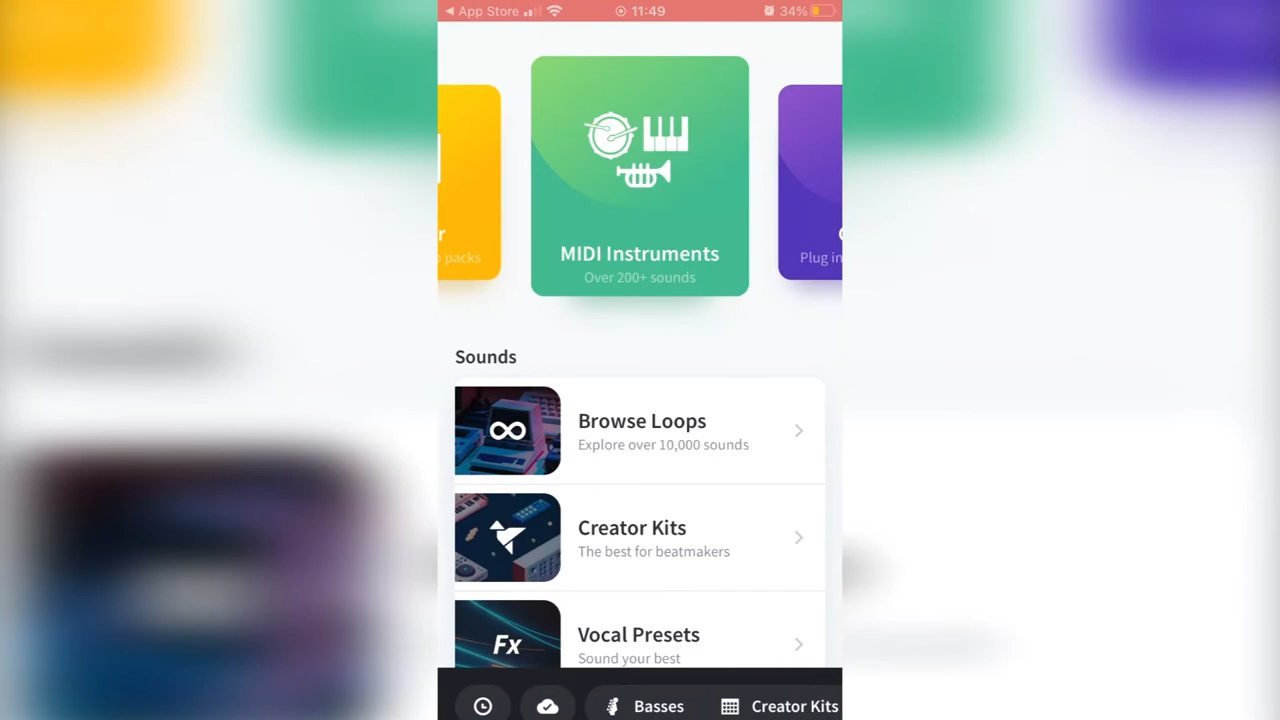 App Store 11:49 34%
MIDI Instruments
Over 200+ sounds
r
packs
Plug in
Sounds
Browse Loops
Explore over 10,000 sounds
Creator Kits
The best for beatmakers
Fx
Vocal Presets
Sound your best
Basses
Creator Kits